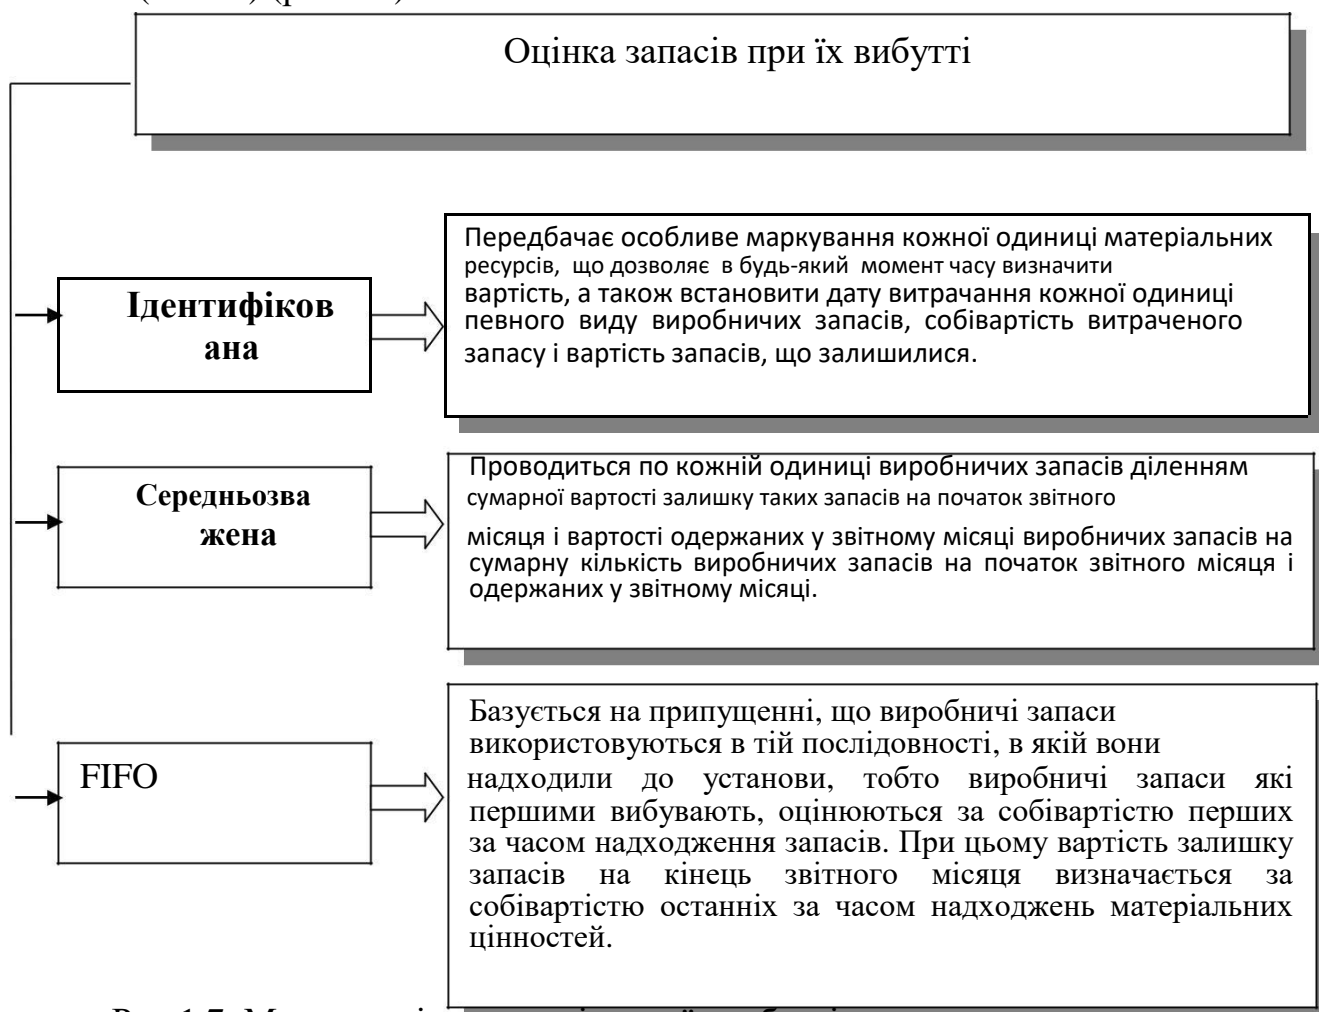 Оцінка запасів при їх вибутті
Ідентифіков
ана
Передбачає особливе маркування кожної одиниці матеріальних
ресурсів, що дозволяє в будь-який момент часу визначити
вартість, а також встановити дату витрачання кожної одиниці
певного виду виробничих запасів, собівартість витраченого
запасу і вартість запасів, що залишилися.
Середньозва
жена
Проводиться по кожній одиниці виробничих запасів діленням
сумарної вартості залишку таких запасів на початок звітного
місяця і вартості одержаних у звітному місяці виробничих запасів на
сумарну кількість виробничих запасів на початок звітного місяця і
одержаних у звітному місяці.
FIFO
Базується на припущенні, що виробничі запаси
використовуються в тій послідовності, в якій вони
надходили до установи, тобто виробничі запаси які
першими вибувають, оцінюються за собівартістю перших
за часом надходження запасів. При цьому вартість залишку
запасів на кінець звітного місяця визначається за
собівартістю останніх за часом надходжень матеріальних
цінностей.